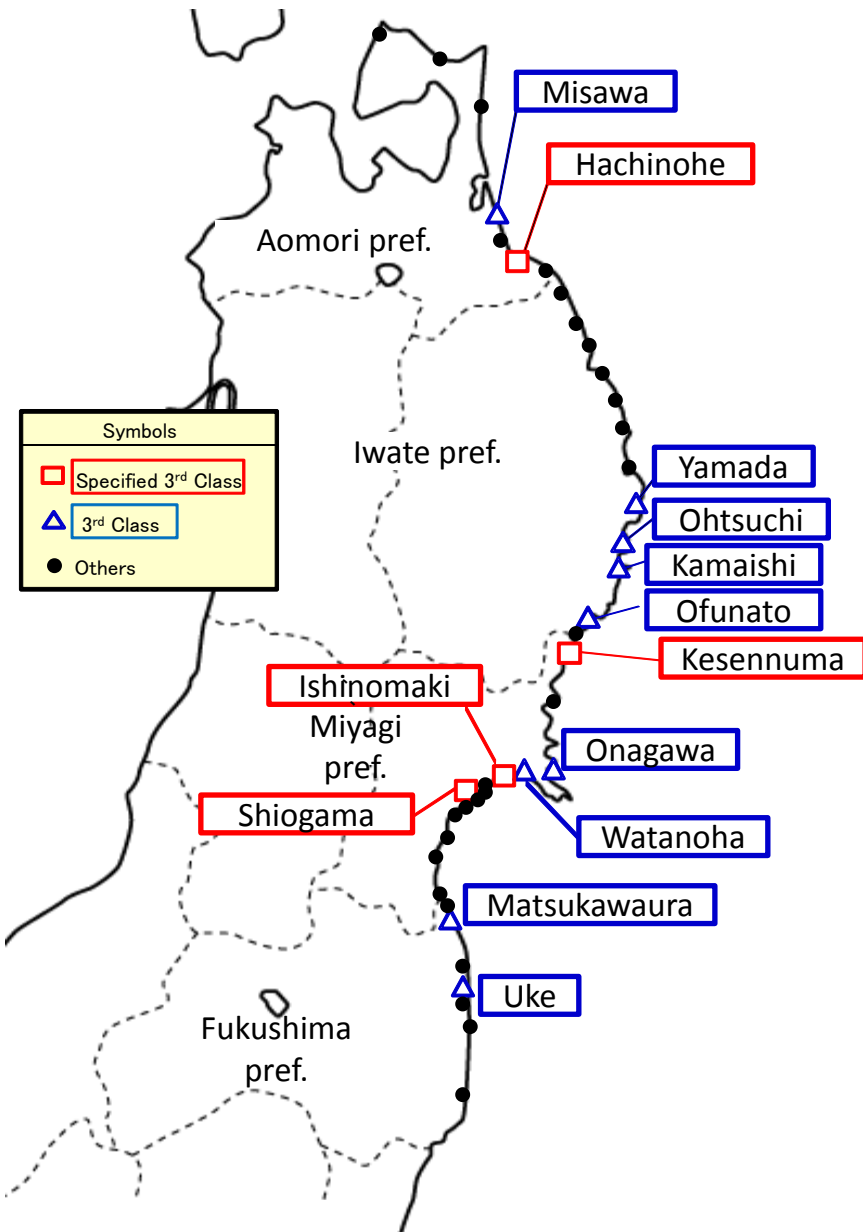 Misawa
Hachinohe
Aomori pref.
Symbols
Specified 3rd Class
3rd Class
Others
Iwate pref.
Yamada
Ohtsuchi
Kamaishi
Ofunato
Kesennuma
Ishinomaki
Miyagi
pref.
Onagawa
Shiogama
Watanoha
Matsukawaura
Uke
Fukushima
pref.